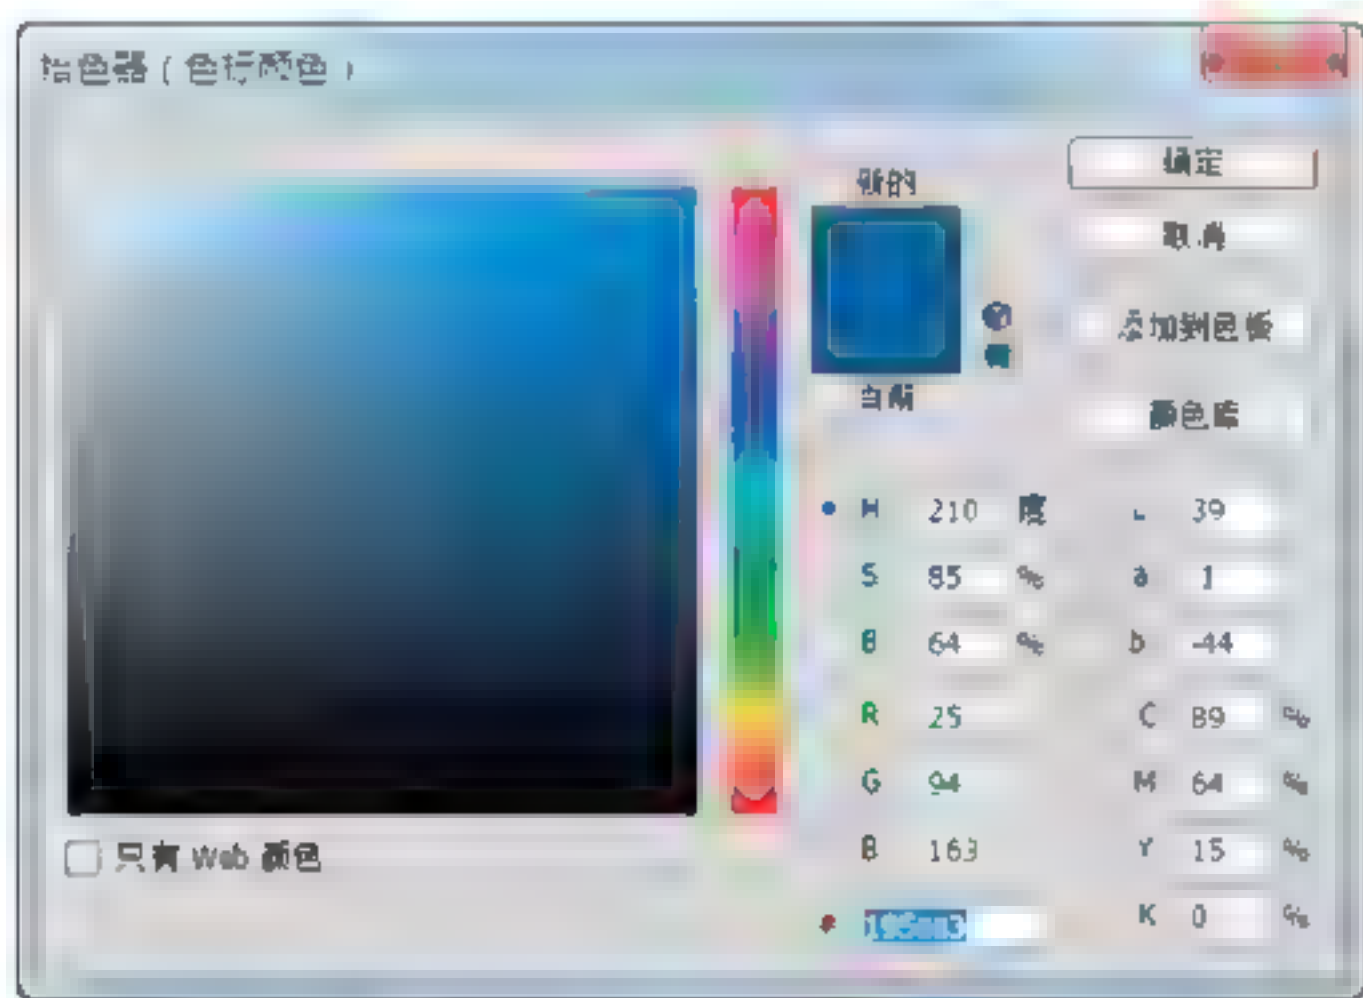 拾色器 ( 色标颜色 )
新的
当前
确定
取消
添加到色板
颜色库
H 210 度
S 85 %
B 64 %
R 25
G 94
B 163
#
L 39
a 1
b -44
C 89 %
M 64 %
Y 15 %
K 0 %
只有 Web 颜色